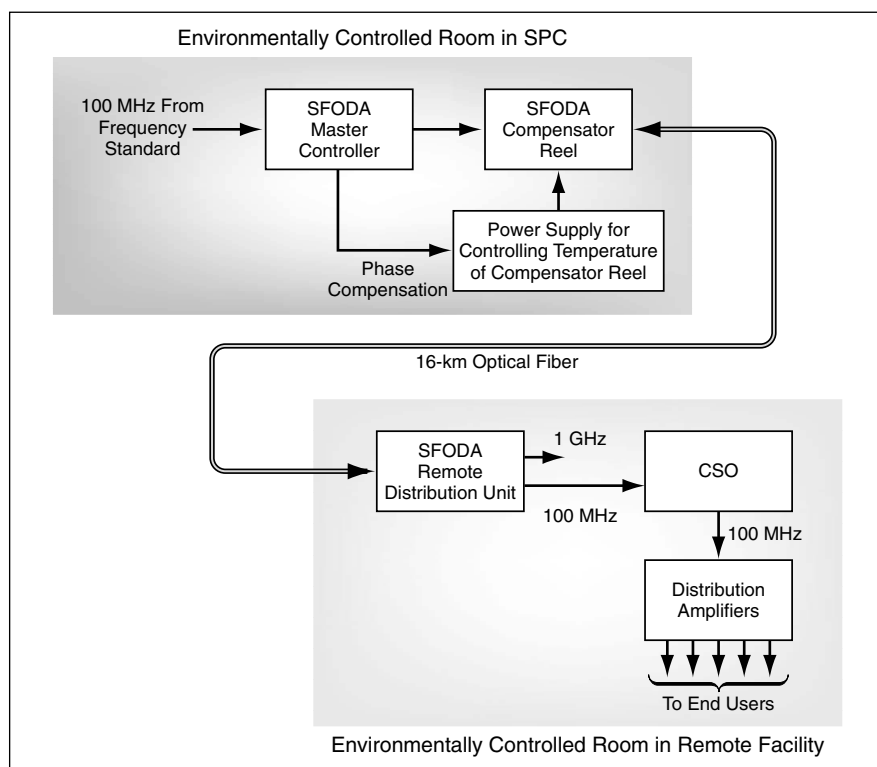 Environmentally Controlled Room in SPC
100 MHz From
Frequency
Standard
SFODA
Master
Controller
SFODA
Compensator
Reel
Power Supply for
Controlling Temperature
of Compensator Reel
Phase
Compensation
16-km Optical Fiber
SFODA
Remote
Distribution Unit
1 GHz
100 MHz
CSO
100 MHz
Distribution
Amplifiers
To End Users
Environmentally Controlled Room in Remote Facility